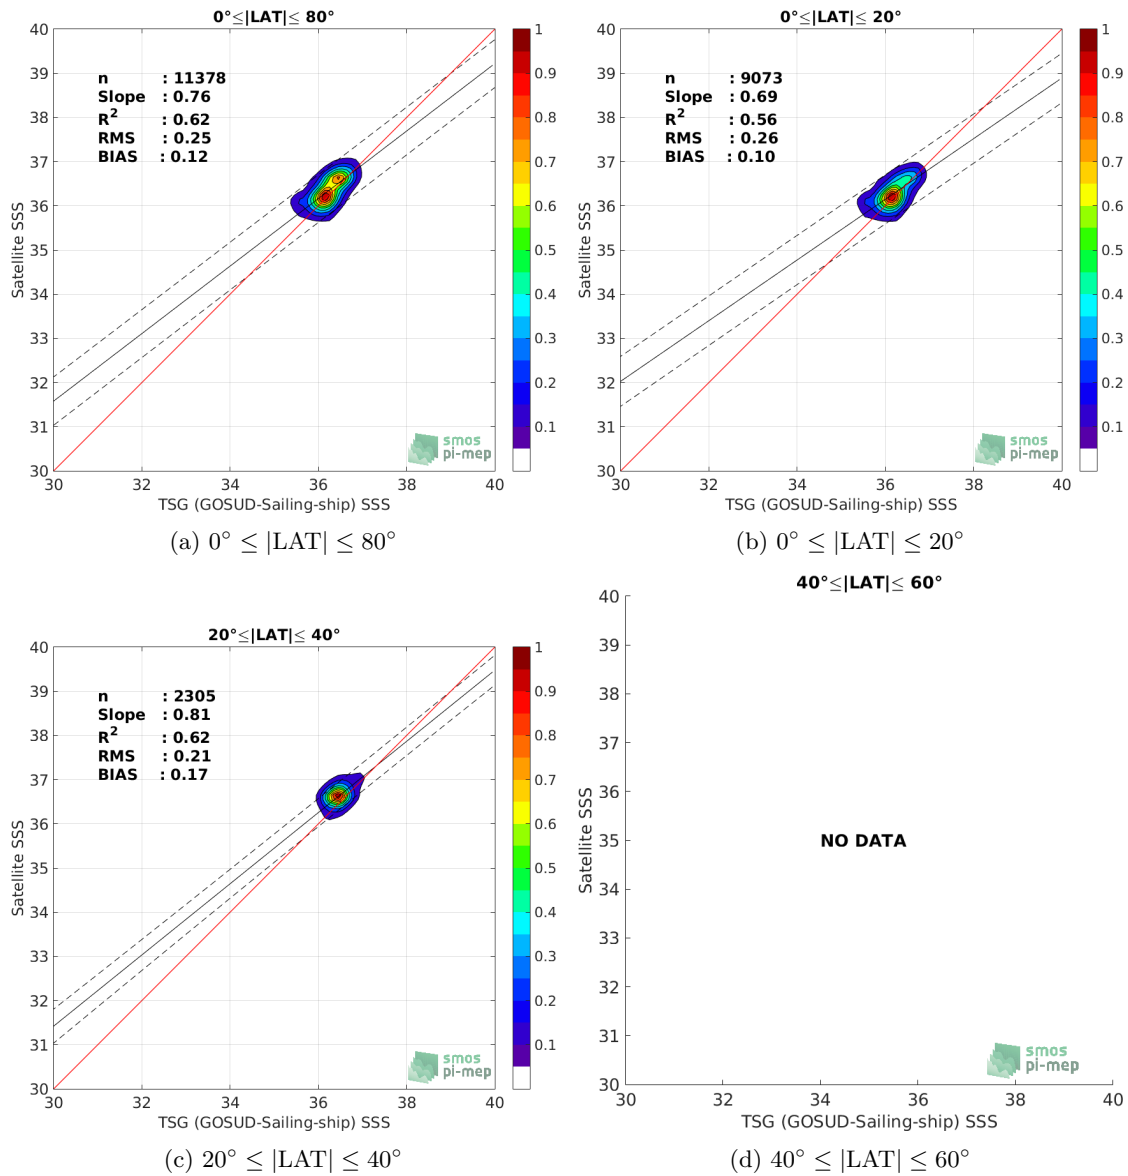 0°≤|LAT|≤ 80°
40
39
38
37
36
35
34
33
32
31
30
Satellite SSS
n : 11378
Slope : 0.76
R2 : 0.62
RMS : 0.25
BIAS : 0.12
smos
pi-mep
30 32 34 36 38 40
TSG (GOSUD-Sailing-ship) SSS
1
0.9
0.8
0.7
0.6
0.5
0.4
0.3
0.2
0.1
(a) 0° ≤ |LAT| ≤ 80°
0°≤|LAT|≤ 20°
40
39
38
37
36
35
34
33
32
31
30
Satellite SSS
n : 9073
Slope : 0.69
R2 : 0.56
RMS : 0.26
BIAS : 0.10
smos
pi-mep
30 32 34 36 38 40
TSG (GOSUD-Sailing-ship) SSS
1
0.9
0.8
0.7
0.6
0.5
0.4
0.3
0.2
0.1
(b) 0° ≤ |LAT| ≤ 20°
20°≤|LAT|≤ 40°
40
39
38
37
36
35
34
33
32
31
30
Satellite SSS
n : 2305
Slope : 0.81
R2 : 0.62
RMS : 0.21
BIAS : 0.17
smos
pi-mep
30 32 34 36 38 40
TSG (GOSUD-Sailing-ship) SSS
1
0.9
0.8
0.7
0.6
0.5
0.4
0.3
0.2
0.1
(c) 20° ≤ |LAT| ≤ 40°
40°≤|LAT|≤ 60°
40
39
38
37
36
35
34
33
32
31
30
Satellite SSS
NO DATA
smos
pi-mep
30 32 34 36 38 40
TSG (GOSUD-Sailing-ship) SSS
(d) 40° ≤ |LAT| ≤ 60°